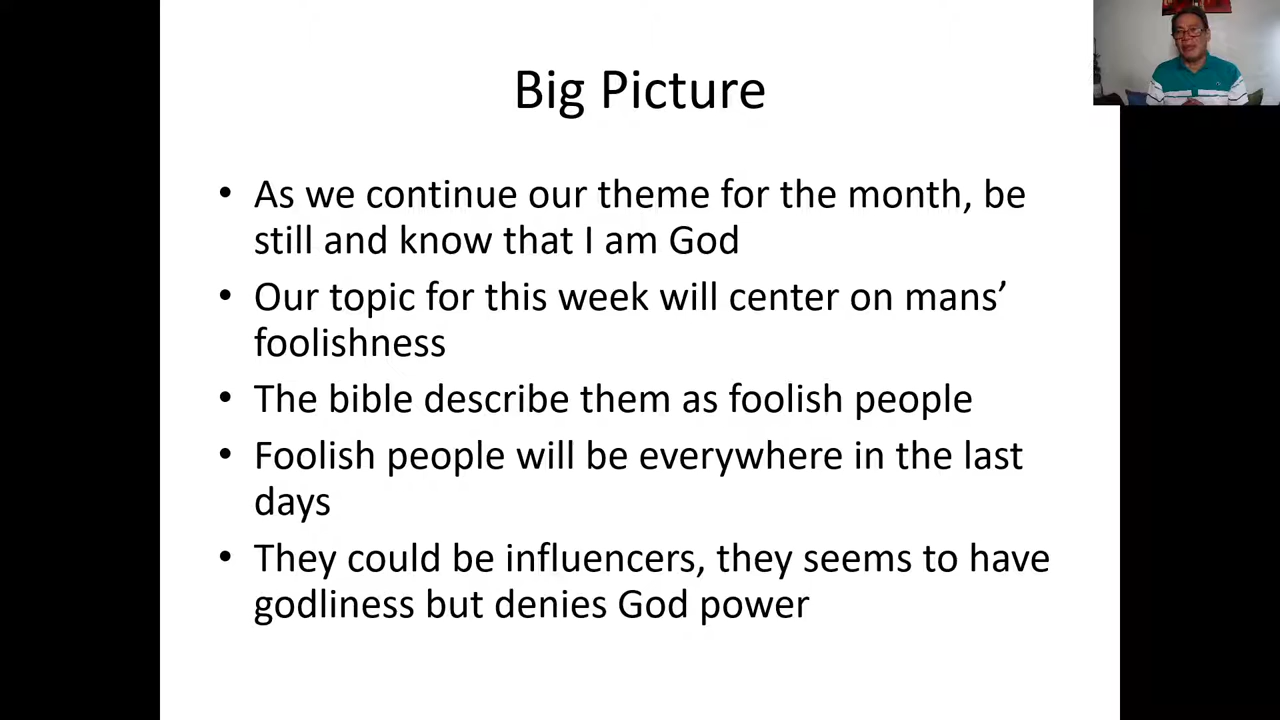 Big Picture
• As we continue our theme for the month, be
still and know that I am God
• Our topic for this week will center on mans’
foolishness
• The bible describe them as foolish people
• Foolish people will be everywhere in the last
days
• They could be influencers, they seems to have
godliness but denies God power